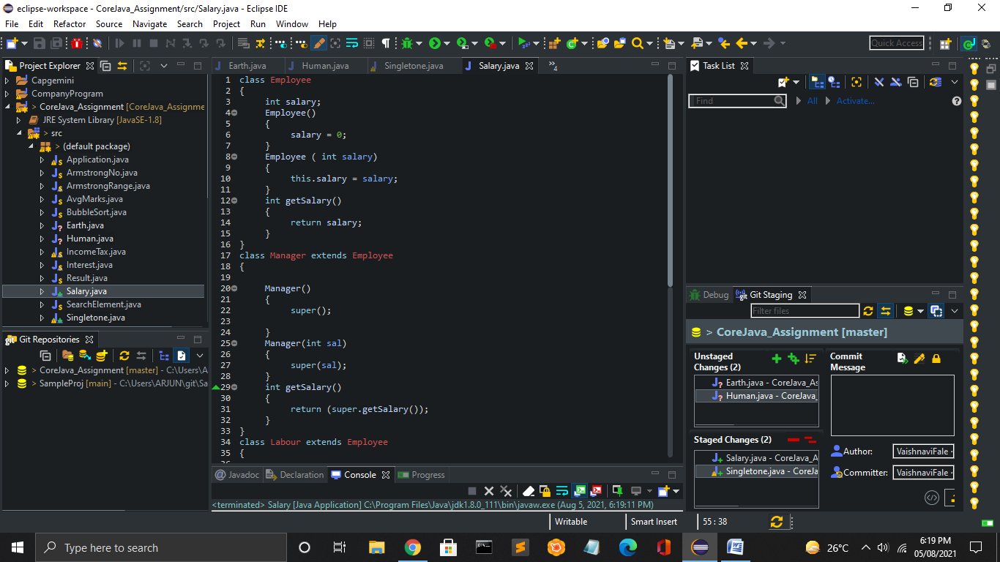 eclipse-workspace - CoreJava_Assignment/src/Salary.java - Eclipse IDE
File Edit Refactor Source Navigate Search Project Run Window Help
Quick Access
Project Explorer
Capgemini
CompanyProgram
> CoreJava_Assignment [CoreJava_Assignme
JRE System Library [JavaSE-1.8]
> src
> (default package)
Application.java
ArmstrongNo.java
ArmstrongRange.java
AvgMarks.java
BubbleSort.java
Earth.java
Human.java
IncomeTax.java
Interest.java
Result.java
Salary.java
SearchElement.java
Singletone.java
Git Repositories
> CoreJava_Assignment [master] - C:\Users\A
> SampleProj [main] - C:\Users\ARJUN\git\Sa
Earth.java Human.java Singletone.java Salary.java »4
1 class Employee
2 {
3 int salary;
4 Employee()
5 {
6 salary = 0;
7 }
8 Employee ( int salary)
9 {
10 this.salary = salary;
11 }
12 int getSalary()
13 {
14 return salary;
15 }
16 }
17 class Manager extends Employee
18 {
19
20 Manager()
21 {
22 super();
23
24 }
25 Manager(int sal)
26 {
27 super(sal);
28 }
29 int getSalary()
30 {
31 return (super.getSalary());
32 }
33 }
34 class Labour extends Employee
35 {
Javadoc Declaration Console Progress
<terminated> Salary [Java Application] C:\Program Files\Java\jdk1.8.0_111\bin\javaw.exe (Aug 5, 2021, 6:19:11 PM)
Task List
Find All Activate...
Debug Git Staging
Filter files
> CoreJava_Assignment [master]
Unstaged Changes (2)
Earth.java - CoreJava_As
Human.java - CoreJava_
Staged Changes (2)
Salary.java - CoreJava_A
Singletone.java - CoreJa
Commit Message
Author: VaishnaviFale
Committer: VaishnaviFale
Writable Smart Insert 55 : 38
Type here to search
26°C
6:19 PM
05/08/2021